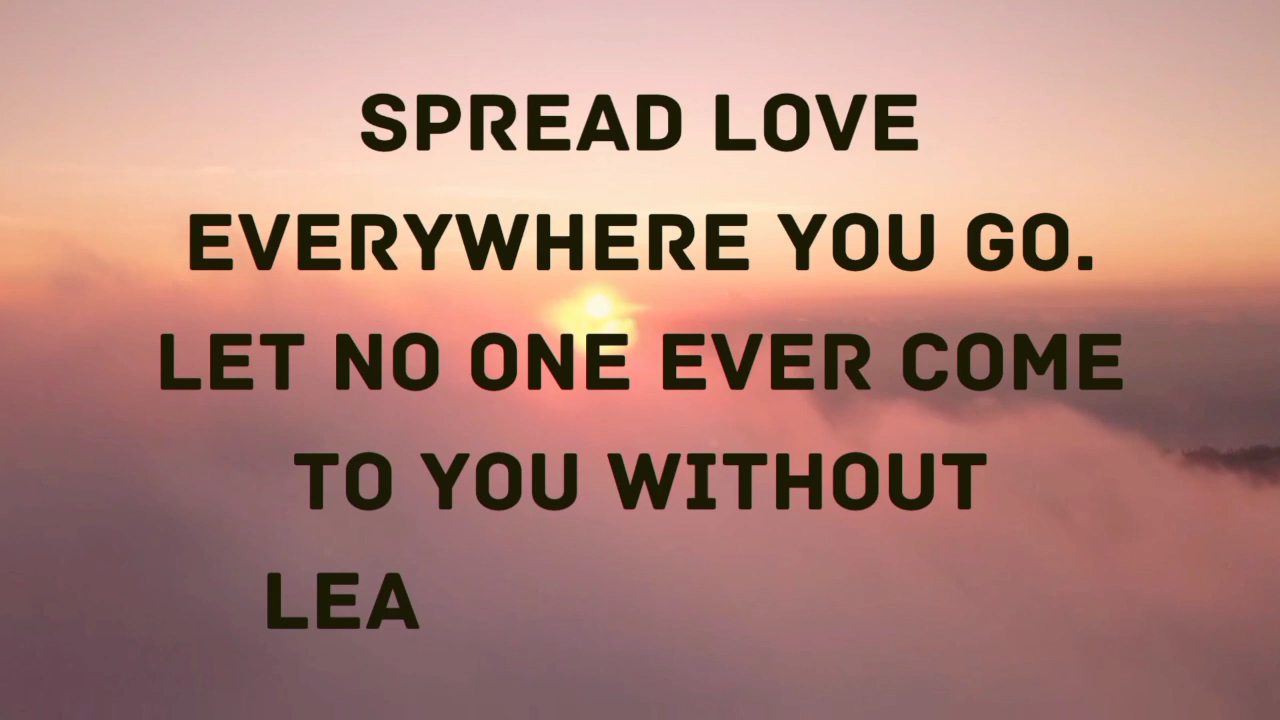 SPREAD LOVE
EVERYWHERE YOU GO.
LET NO ONE EVER COME
TO YOU WITHOUT
LEA